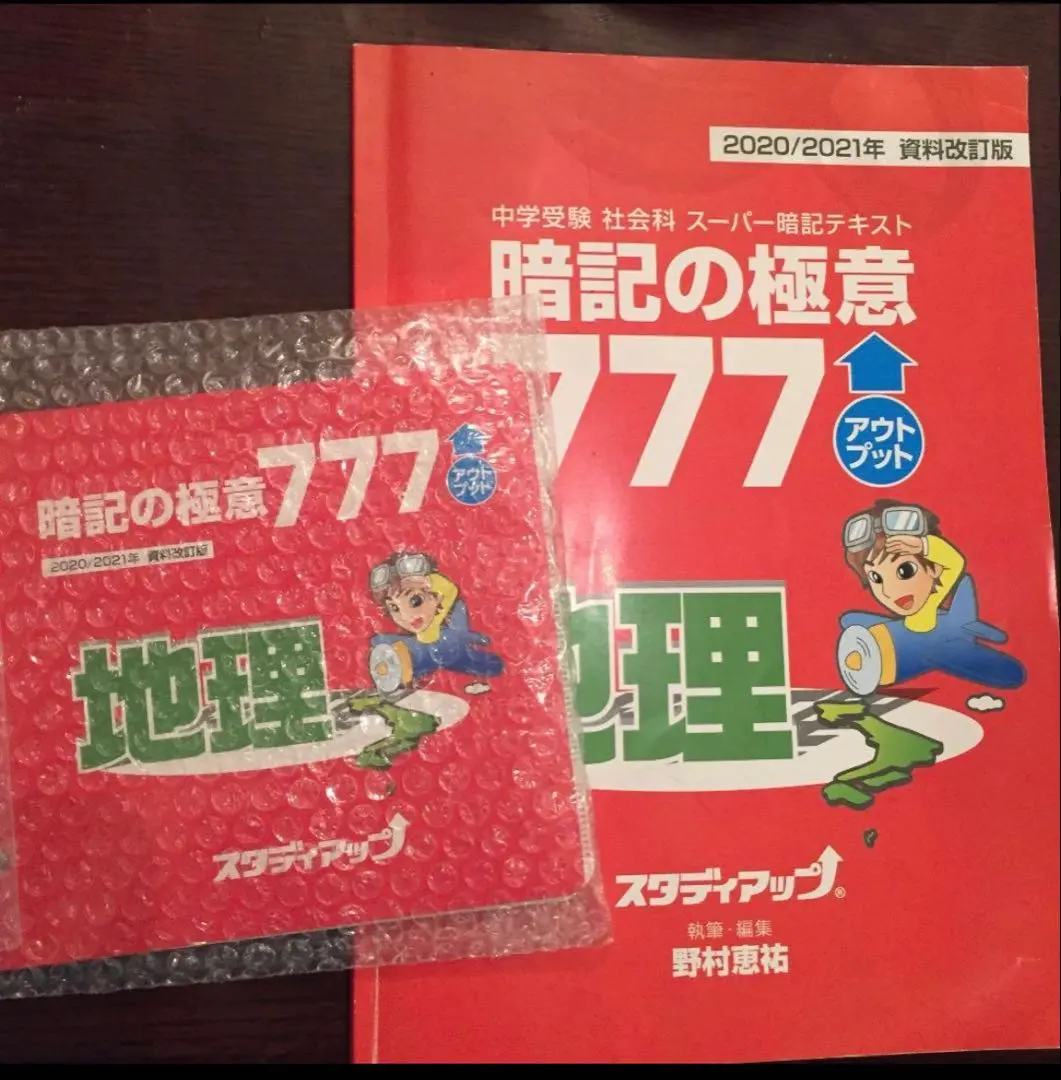 2020/2021年 資料改訂版
中学受験 社会科 スーパー暗記テキスト
暗記の極意
777
アウト
プット
地理
スタディアップ®
執筆・編集
野村恵祐
暗記の極意777
アウト
プット
2020/2021年 資料改訂版
地理
スタディアップ